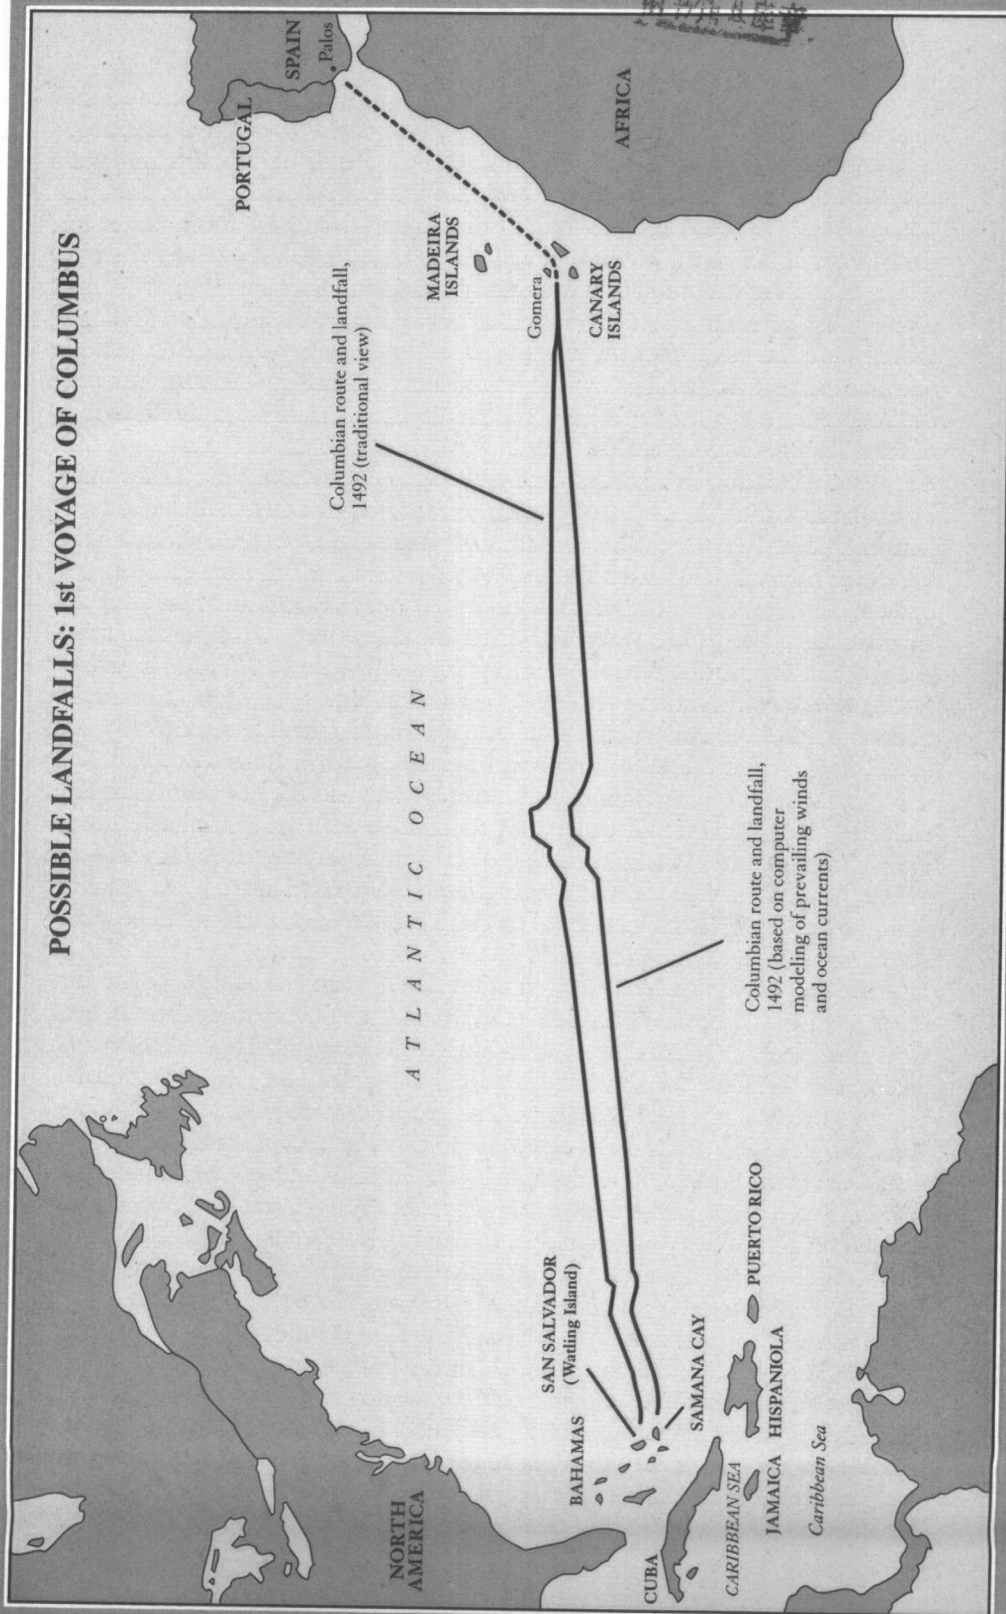 POSSIBLE LANDFALLS: 1st VOYAGE OF COLUMBUS
SPAIN
Palos
PORTUGAL
MADEIRA
ISLANDS
Columbian route and landfall,
1492 (traditional view)
Gomera
CANARY
ISLANDS
AFRICA
ATLANTIC OCEAN
Columbian route and landfall,
1492 (based on computer
modeling of prevailing winds
and ocean currents)
NORTH
AMERICA
BAHAMAS
SAN SALVADOR
(Watling Island)
SAMANA CAY
CUBA
CARIBBEAN SEA
JAMAICA
HISPANIOLA
PUERTO RICO
Caribbean Sea